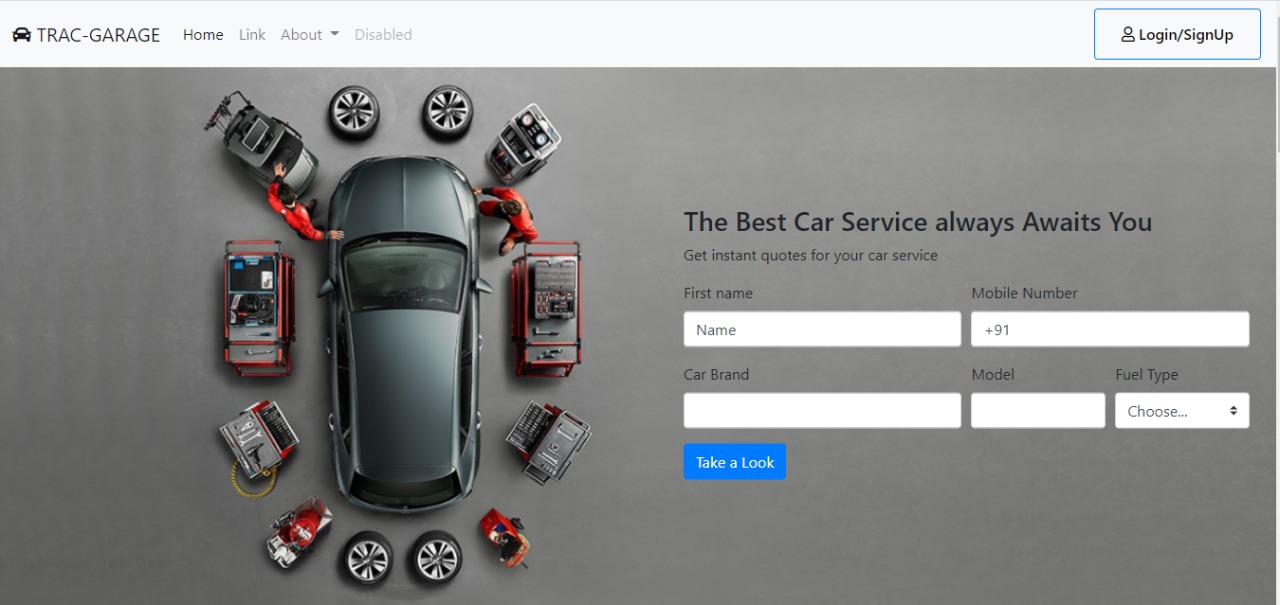 TRAC-GARAGE Home Link About Disabled Login/SignUp
The Best Car Service always Awaits You
Get instant quotes for your car service
First name Mobile Number
Name +91
Car Brand Model Fuel Type
Choose...
Take a Look